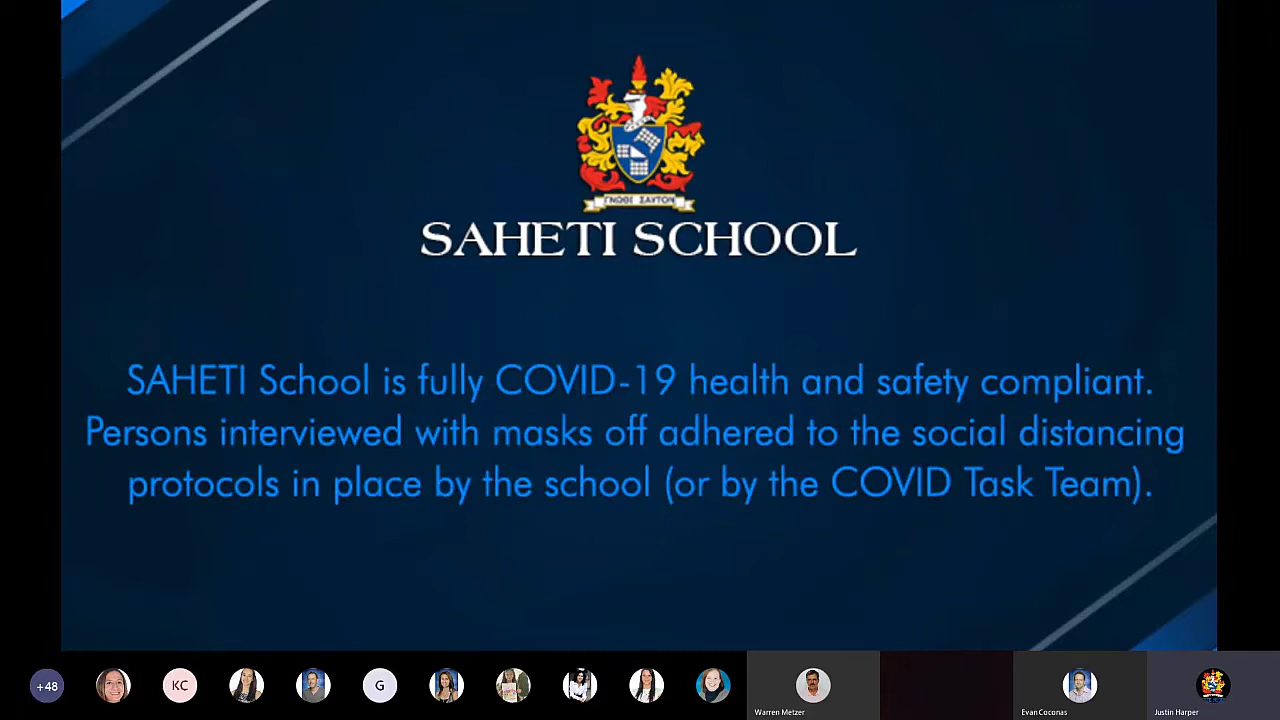 ΓΝΩΘΙ ΣΑΥΤΟΝ
SAHETI SCHOOL
SAHETI School is fully COVID-19 health and safety compliant.
Persons interviewed with masks off adhered to the social distancing
protocols in place by the school (or by the COVID Task Team).
+48
KC
G
Warren Metzer
Evan Coconas
Justin Harper